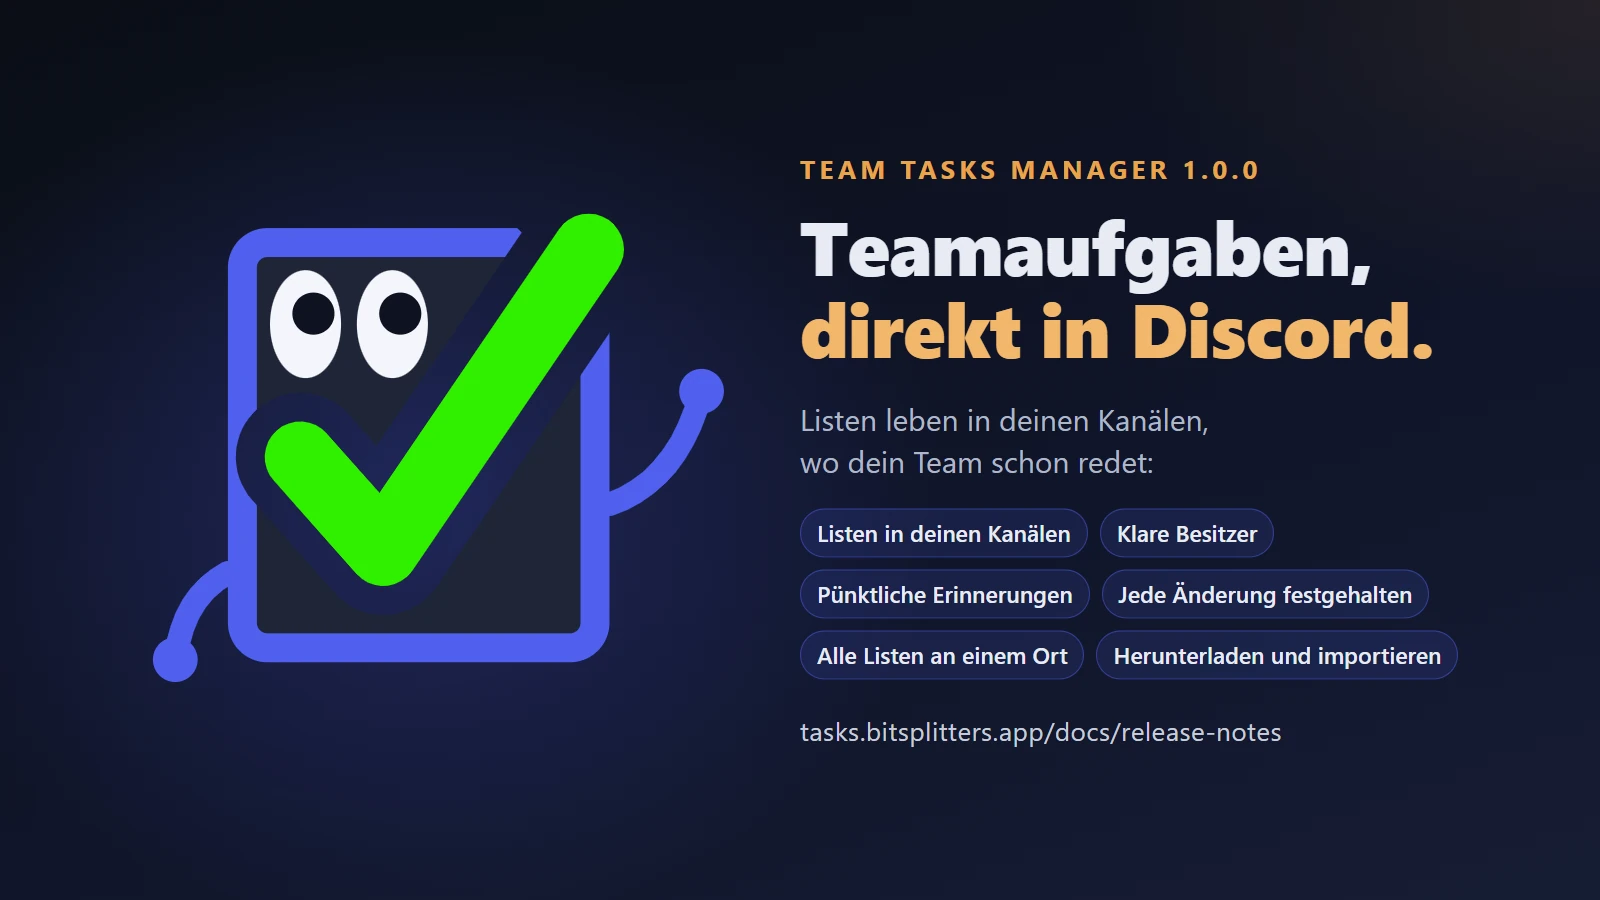 TEAM TASKS MANAGER 1.0.0
Teamaufgaben,
direkt in Discord.
Listen leben in deinen Kanälen,
wo dein Team schon redet:
Listen in deinen Kanälen
Klare Besitzer
Pünktliche Erinnerungen
Jede Änderung festgehalten
Alle Listen an einem Ort
Herunterladen und importieren
tasks.bitsplitters.app/docs/release-notes